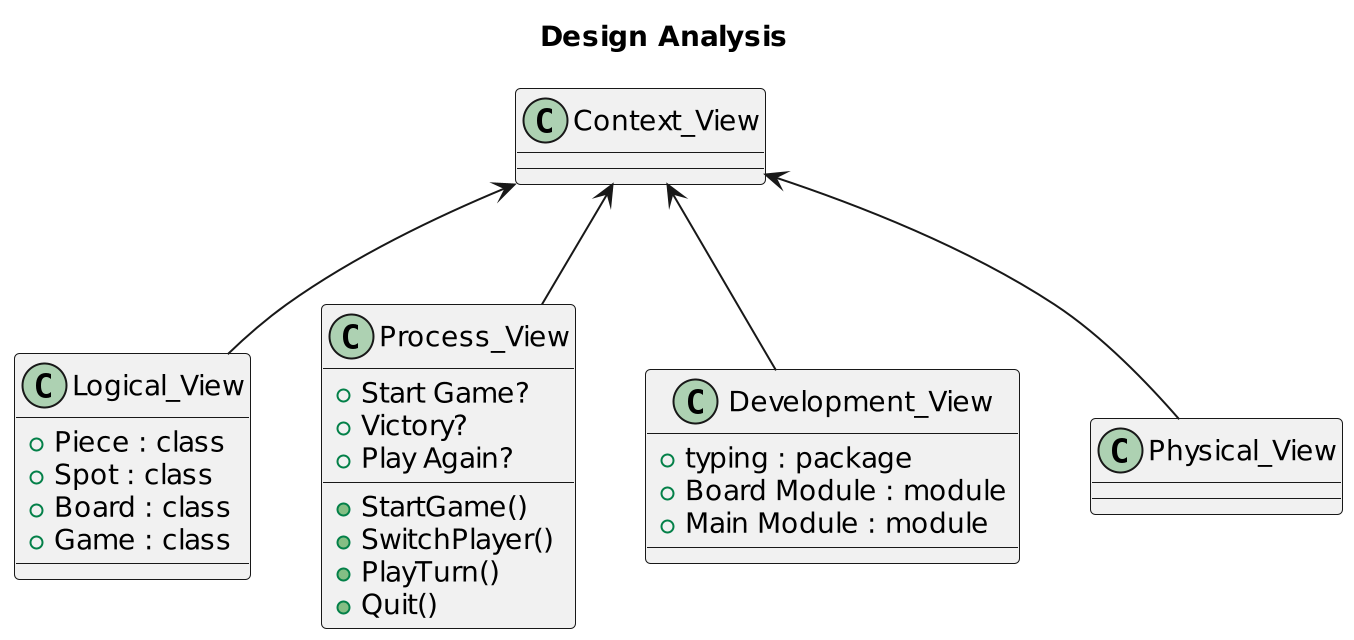 Design Analysis
C Context_View
C Logical_View
Piece : class
Spot : class
Board : class
Game : class
C Process_View
Start Game?
Victory?
Play Again?
StartGame()
SwitchPlayer()
PlayTurn()
Quit()
C Development_View
typing : package
Board Module : module
Main Module : module
C Physical_View